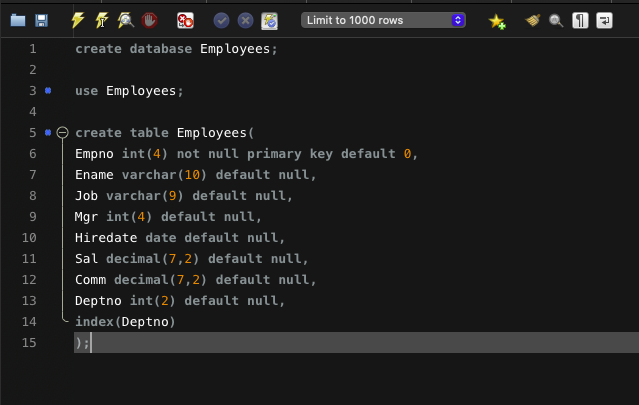 Limit to 1000 rows
1 create database Employees;
2
3 use Employees;
4
5 create table Employees(
6 Empno int(4) not null primary key default 0,
7 Ename varchar(10) default null,
8 Job varchar(9) default null,
9 Mgr int(4) default null,
10 Hiredate date default null,
11 Sal decimal(7,2) default null,
12 Comm decimal(7,2) default null,
13 Deptno int(2) default null,
14 index(Deptno)
15 );